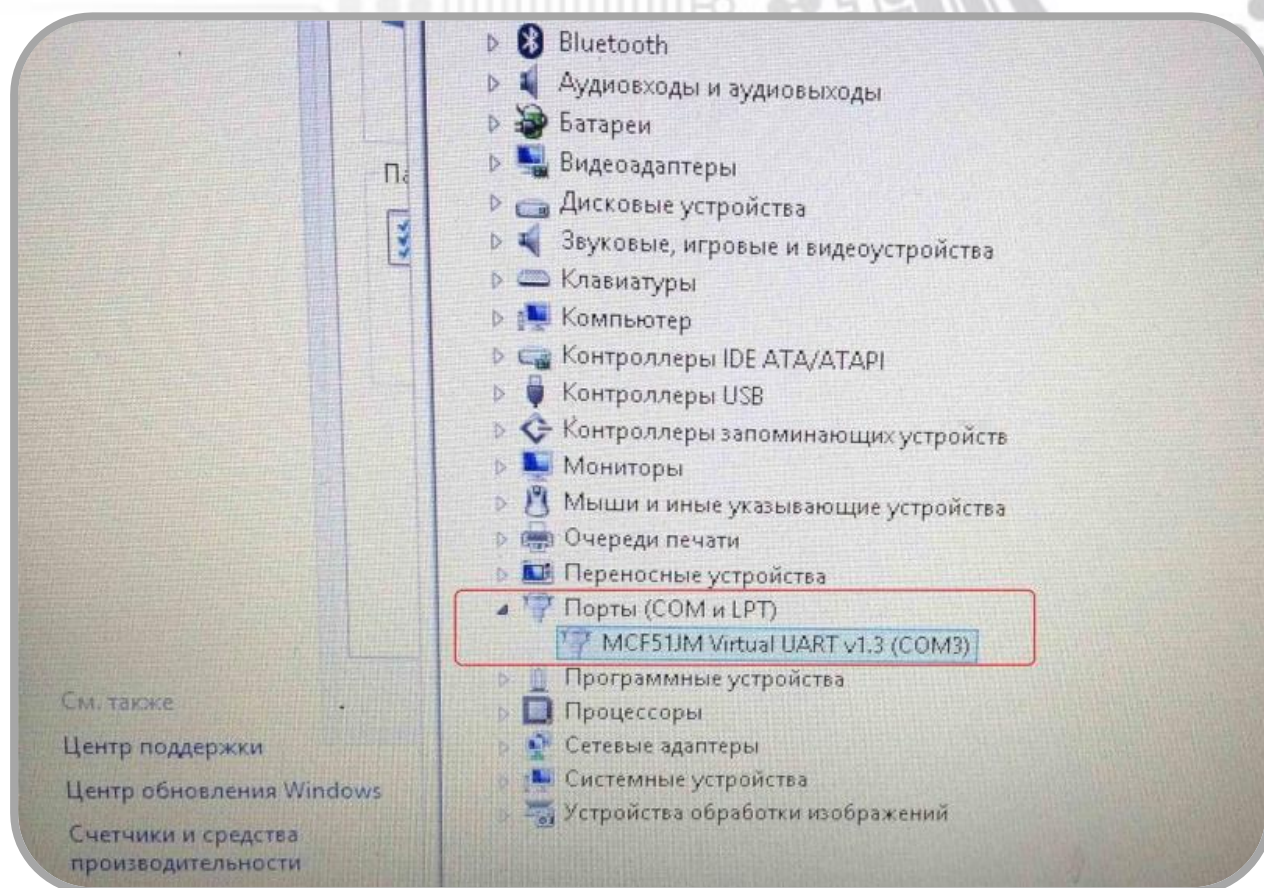 Bluetooth
Аудиовходы и аудиовыходы
Батареи
Видеоадаптеры
Па
Дисковые устройства
Звуковые, игровые и видеоустройства
Клавиатуры
Компьютер
Контроллеры IDE ATA/ATAPI
Контроллеры USB
Контроллеры запоминающих устройств
Мониторы
Мыши и иные указывающие устройства
Очереди печати
Переносные устройства
Порты (COM и LPT)
MCF51JM Virtual UART v1.3 (COM3)
Программные устройства
Процессоры
Сетевые адаптеры
Системные устройства
Устройства обработки изображений
См. также
Центр поддержки
Центр обновления Windows
Счетчики и средства
производительности